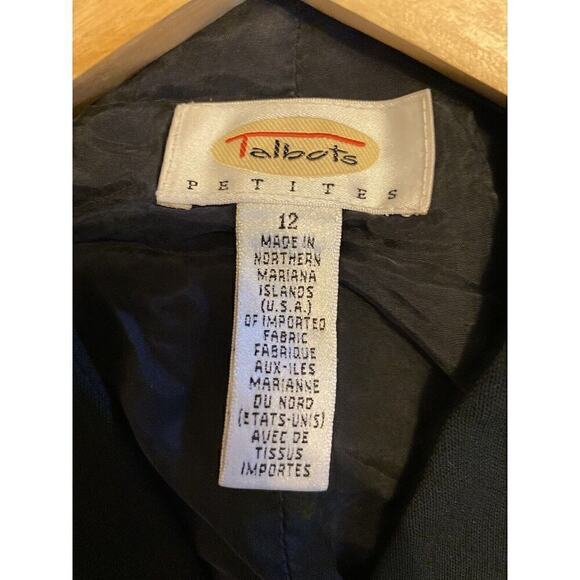 Talbots
PETITES
12
MADE IN
NORTHERN
MARIANA
ISLANDS
(U.S.A.)
OF IMPORTED
FABRIC
FABRIQUE
AUX-ILES
MARIANNE
DU NORD
(ETATS-UNIS)
AVEC DE
TISSUS
IMPORTES